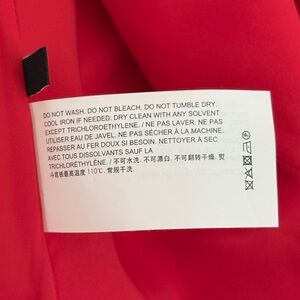 DO NOT WASH. DO NOT BLEACH. DO NOT TUMBLE DRY.
COOL IRON IF NEEDED. DRY CLEAN WITH ANY SOLVENT
EXCEPT TRICHLOROETHYLENE. / NE PAS LAVER. NE PAS
UTILISER EAU DE JAVEL. NE PAS SÉCHER À LA MACHINE.
REPASSER AU FER DOUX SI BESOIN. NETTOYER À SEC
AVEC TOUS DISSOLVANTS SAUF LA
TRICHLORÉTHYLÈNE. / 不可水洗. 不可漂白. 不可翻转干燥. 熨
斗底板最高温度 110℃. 常规干洗.